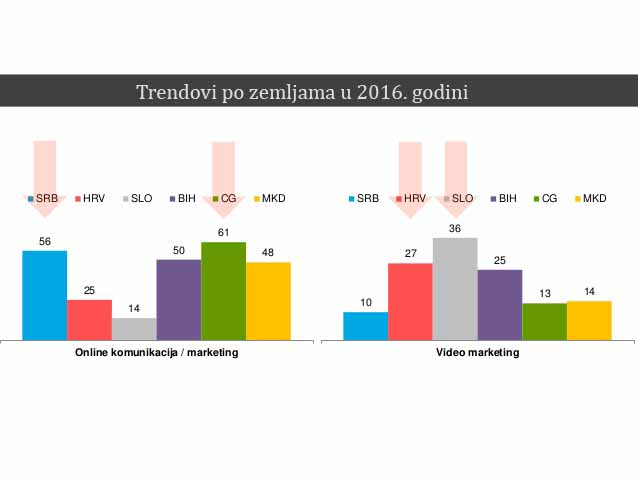 Trendovi po zemljama u 2016. godini
SRB HRV SLO BIH CG MKD
56
25
14
50
61
48
Online komunikacija / marketing
SRB HRV SLO BIH CG MKD
10
27
36
25
13
14
Video marketing